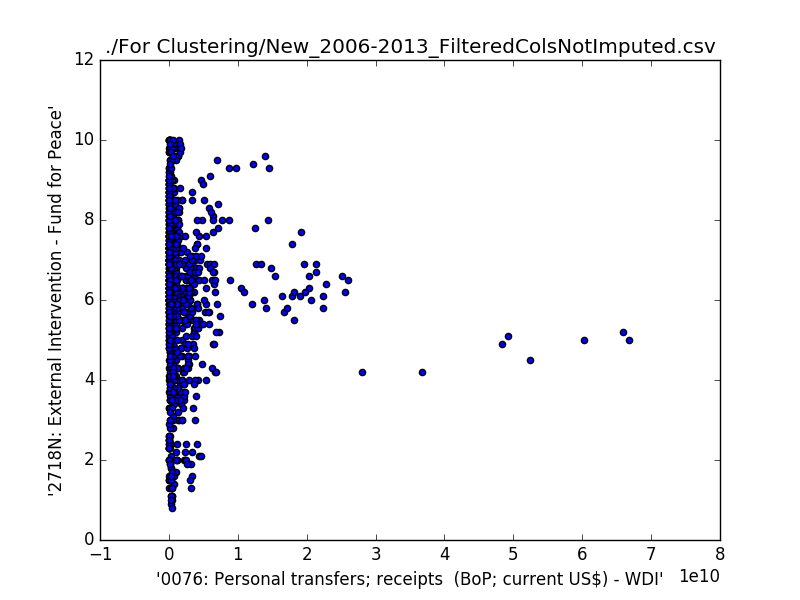 ./For Clustering/New_2006-2013_FilteredColsNotImputed.csv
12
10
8
6
4
2
0
'2718N: External Intervention - Fund for Peace'
−1 0 1 2 3 4 5 6 7 8
1e10
'0076: Personal transfers; receipts  (BoP; current US$) - WDI'